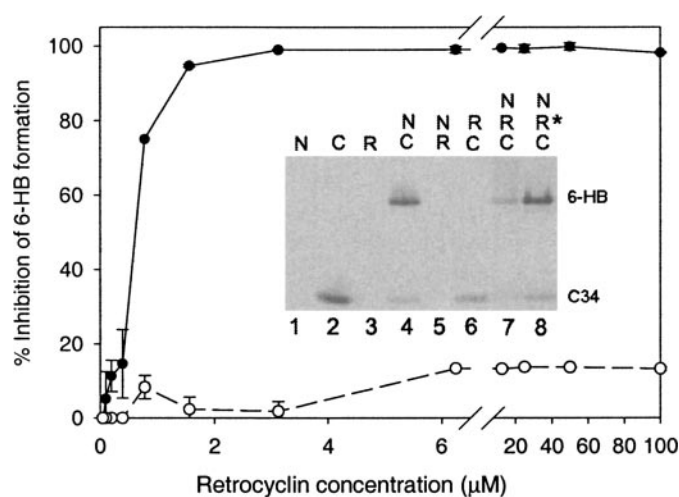 100
80
60
40
20
0
% Inhibition of 6-HB formation
N N
N N R R R*
N C R C R C C C
6-HB
C34
1 2 3 4 5 6 7 8
0 2 4 6 20 40 60 80 100
Retrocyclin concentration (μM)